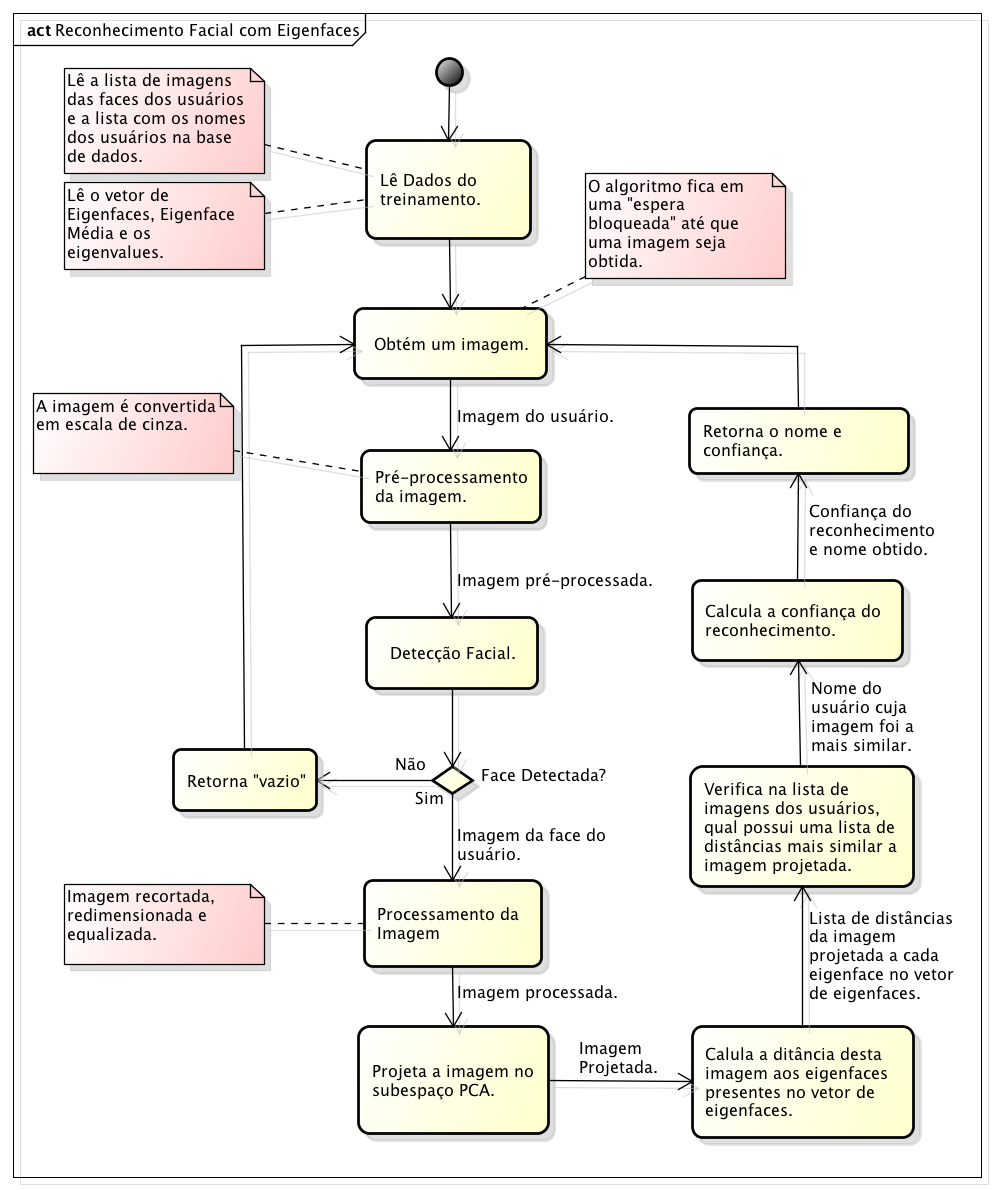 act Reconhecimento Facial com Eigenfaces
Lê a lista de imagens
das faces dos usuários
e a lista com os nomes
dos usuários na base
de dados.
Lê o vetor de
Eigenfaces, Eigenface
Média e os
eigenvalues.
Lê Dados do
treinamento.
O algoritmo fica em
uma "espera
bloqueada" até que
uma imagem seja
obtida.
Obtém um imagem.
Imagem do usuário.
A imagem é convertida
em escala de cinza.
Pré-processamento
da imagem.
Imagem pré-processada.
Detecção Facial.
Face Detectada?
Não
Sim
Retorna "vazio"
Imagem da face do
usuário.
Imagem recortada,
redimensionada e
equalizada.
Processamento da
Imagem
Imagem processada.
Projeta a imagem no
subespaço PCA.
Imagem
Projetada.
Calula a ditância desta
imagem aos eigenfaces
presentes no vetor de
eigenfaces.
Lista de distâncias
da imagem
projetada a cada
eigenface no vetor
de eigenfaces.
Verifica na lista de
imagens dos usuários,
qual possui uma lista de
distâncias mais similar a
imagem projetada.
Nome do
usuário cuja
imagem foi a
mais similar.
Calcula a confiança do
reconhecimento.
Confiança do
reconhecimento
e nome obtido.
Retorna o nome e
confiança.